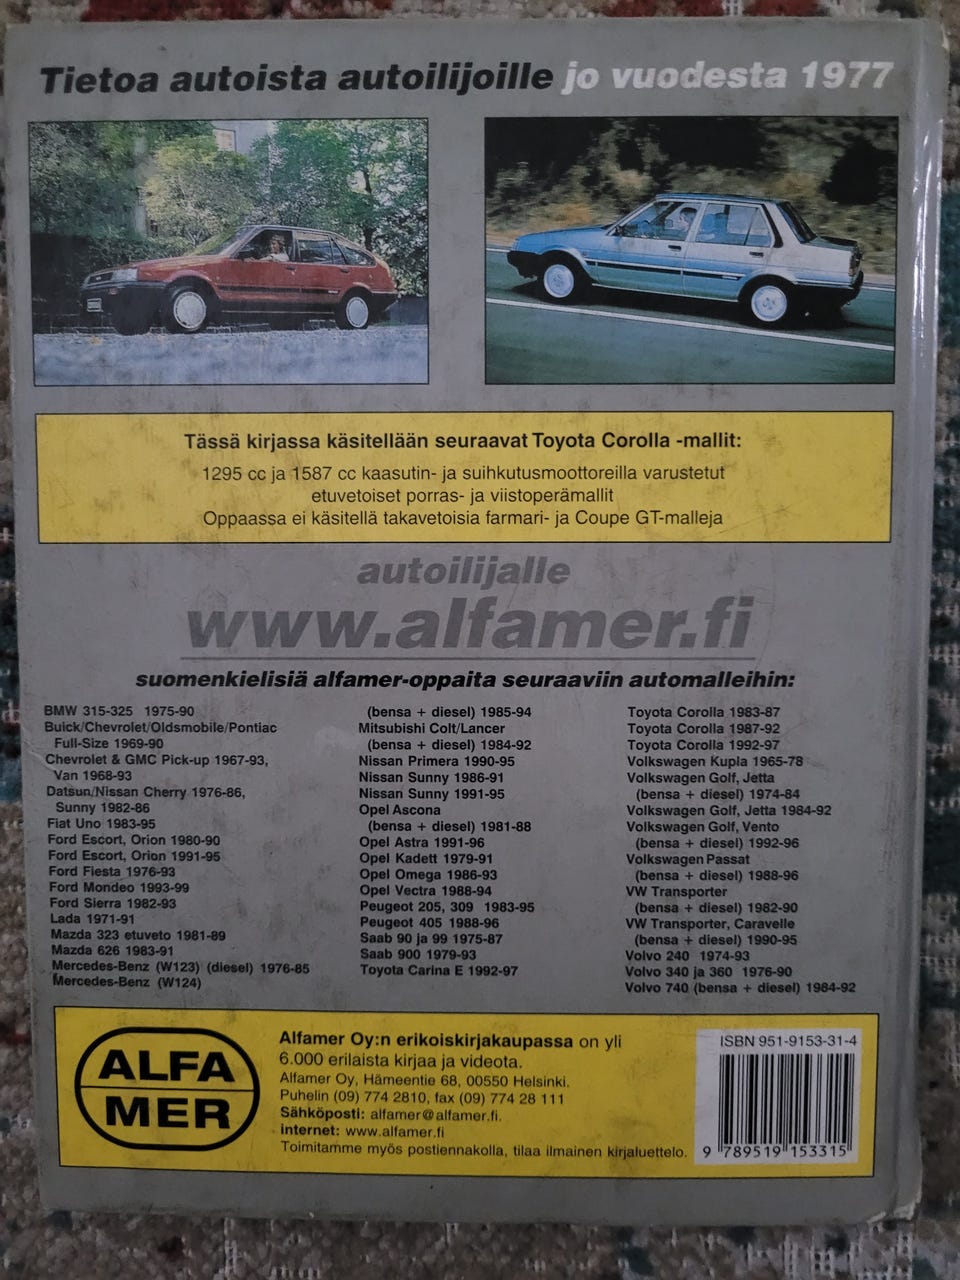 Tietoa autoista autoilijoille jo vuodesta 1977
Tässä kirjassa käsitellään seuraavat Toyota Corolla -mallit:
1295 cc ja 1587 cc kaasutin- ja suihkutusmoottoreilla varustetut
etuvetoiset porras- ja viistoperämallit
Oppaassa ei käsitellä takavetoisia farmari- ja Coupe GT-malleja
autoilijalle
www.alfamer.fi
suomenkielisiä alfamer-oppaita seuraaviin automalleihin:
BMW 315-325 1975-90
Buick/Chevrolet/Oldsmobile/Pontiac
Full-Size 1969-90
Chevrolet & GMC Pick-up 1967-93,
Van 1968-93
Datsun/Nissan Cherry 1976-86,
Sunny 1982-86
Fiat Uno 1983-95
Ford Escort, Orion 1980-90
Ford Escort, Orion 1991-95
Ford Fiesta 1976-93
Ford Mondeo 1993-99
Ford Sierra 1982-93
Lada 1971-91
Mazda 323 etuveto 1981-89
Mazda 626 1983-91
Mercedes-Benz (W123) (diesel) 1976-85
Mercedes-Benz (W124)
(bensa + diesel) 1985-94
Mitsubishi Colt/Lancer
(bensa + diesel) 1984-92
Nissan Primera 1990-95
Nissan Sunny 1986-91
Nissan Sunny 1991-95
Opel Ascona
(bensa + diesel) 1981-88
Opel Astra 1991-96
Opel Kadett 1979-91
Opel Omega 1986-93
Opel Vectra 1988-94
Peugeot 205, 309 1983-95
Peugeot 405 1988-96
Saab 90 ja 99 1975-87
Saab 900 1979-93
Toyota Carina E 1992-97
Toyota Corolla 1983-87
Toyota Corolla 1987-92
Toyota Corolla 1992-97
Volkswagen Kupla 1965-78
Volkswagen Golf, Jetta
(bensa + diesel) 1974-84
Volkswagen Golf, Jetta 1984-92
Volkswagen Golf, Vento
(bensa + diesel) 1992-96
Volkswagen Passat
(bensa + diesel) 1988-96
VW Transporter
(bensa + diesel) 1982-90
VW Transporter, Caravelle
(bensa + diesel) 1990-95
Volvo 240 1974-93
Volvo 340 ja 360 1976-90
Volvo 740 (bensa + diesel) 1984-92
ALFA
MER
Alfamer Oy:n erikoiskirjakaupassa on yli
6.000 erilaista kirjaa ja videota.
Alfamer Oy, Hämeentie 68, 00550 Helsinki.
Puhelin (09) 774 2810, fax (09) 774 28 111
Sähköposti: alfamer@alfamer.fi.
internet: www.alfamer.fi
Toimitamme myös postiennakolla, tilaa ilmainen kirjaluettelo.
ISBN 951-9153-31-4
9 789519 153315